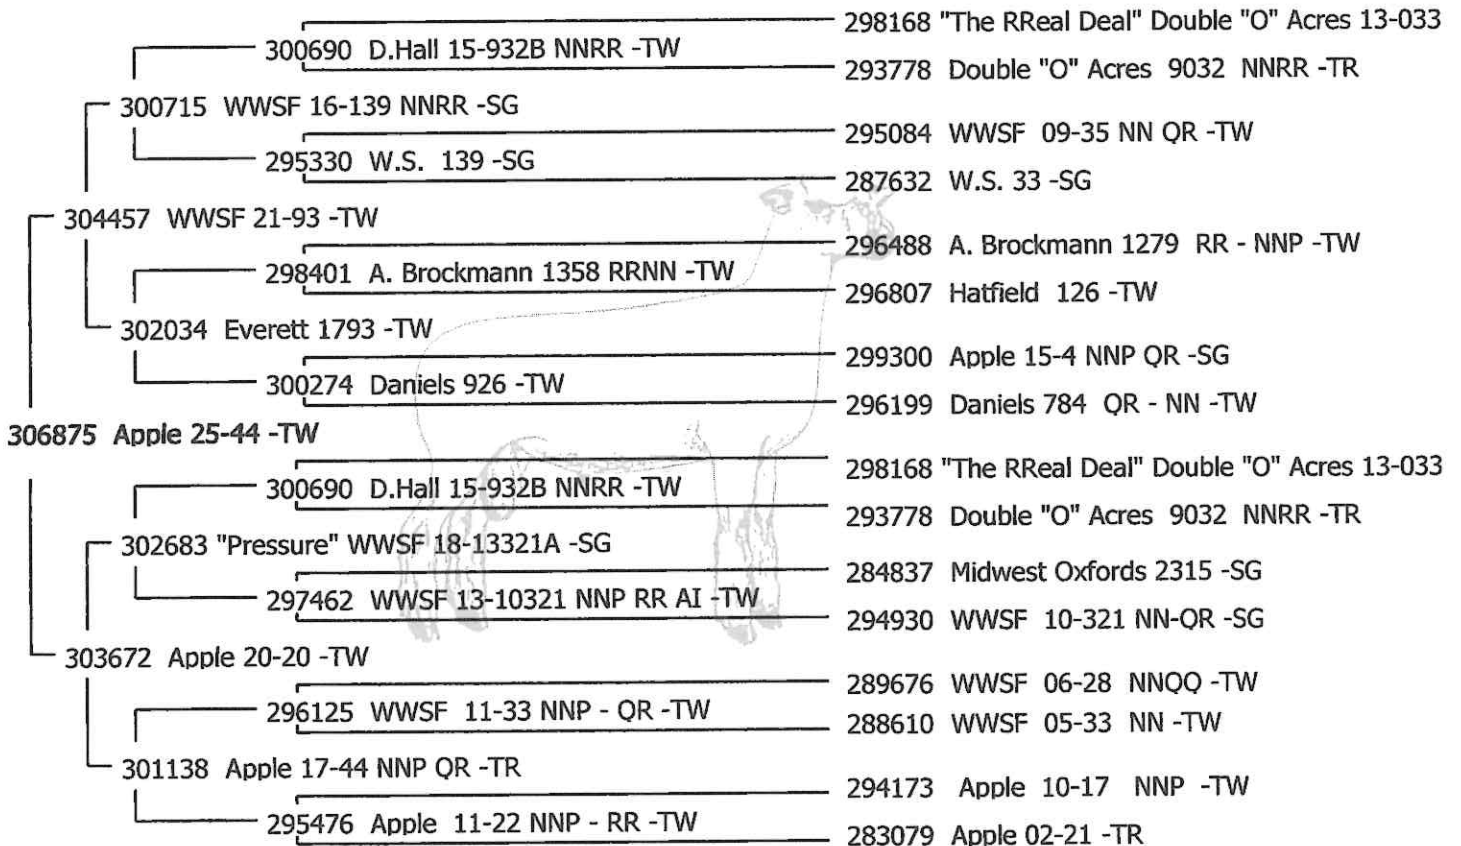 298168 "The RReal Deal" Double "O" Acres 13-033
300690 D.Hall 15-932B NNRR -TW
293778 Double "O" Acres 9032 NNRR -TR
300715 WWSF 16-139 NNRR -SG
295084 WWSF 09-35 NN QR -TW
295330 W.S. 139 -SG
287632 W.S. 33 -SG
304457 WWSF 21-93 -TW
296488 A. Brockmann 1279 RR - NNP -TW
298401 A. Brockmann 1358 RRNN -TW
296807 Hatfield 126 -TW
302034 Everett 1793 -TW
299300 Apple 15-4 NNP QR -SG
300274 Daniels 926 -TW
296199 Daniels 784 QR - NN -TW
306875 Apple 25-44 -TW
298168 "The RReal Deal" Double "O" Acres 13-033
300690 D.Hall 15-932B NNRR -TW
293778 Double "O" Acres 9032 NNRR -TR
302683 "Pressure" WWSF 18-13321A -SG
284837 Midwest Oxfords 2315 -SG
297462 WWSF 13-10321 NNP RR AI -TW
294930 WWSF 10-321 NN-QR -SG
303672 Apple 20-20 -TW
289676 WWSF 06-28 NNQQ -TW
296125 WWSF 11-33 NNP - QR -TW
288610 WWSF 05-33 NN -TW
301138 Apple 17-44 NNP QR -TR
294173 Apple 10-17 NNP -TW
295476 Apple 11-22 NNP - RR -TW
283079 Apple 02-21 -TR